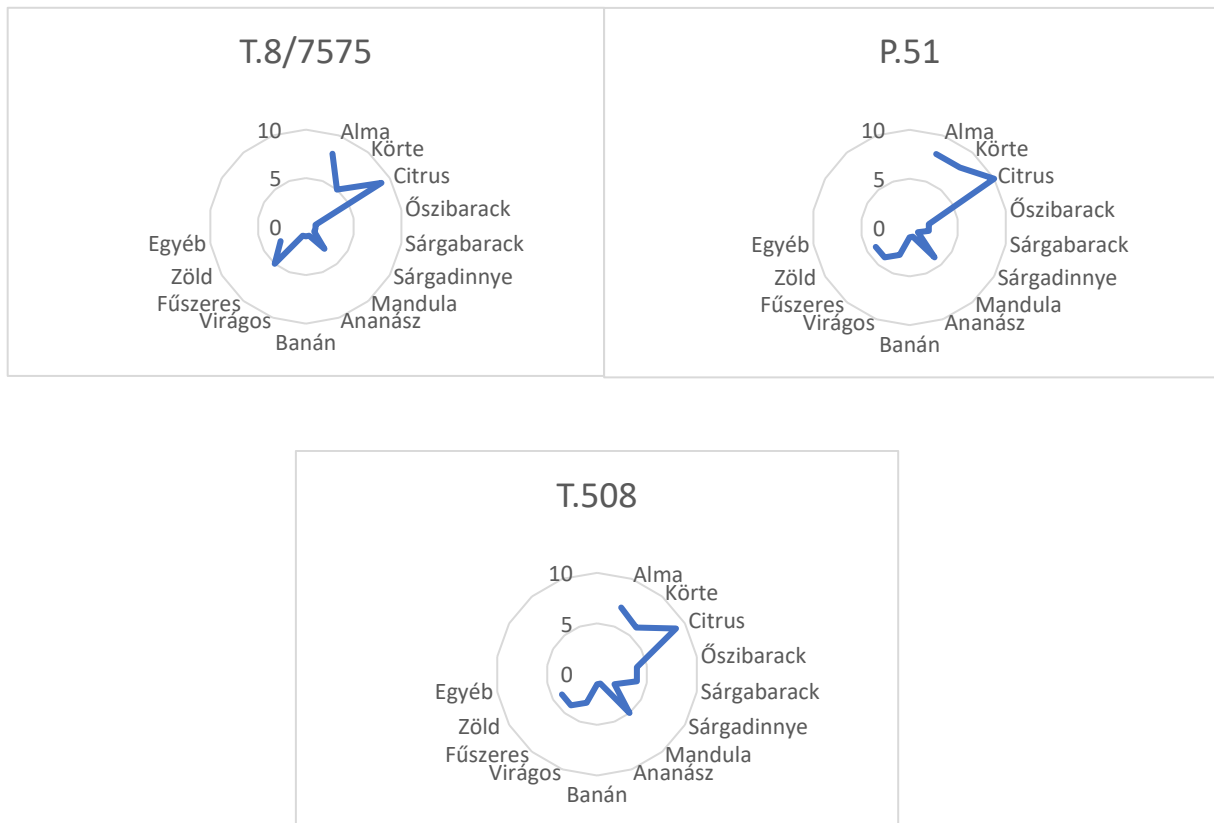 T.8/7575
10
5
0
Alma
Körte
Citrus
Őszibarack
Sárgabarack
Sárgadinnye
Mandula
Ananász
Banán
Virágos
Fűszeres
Zöld
Egyéb
P.51
10
5
0
Alma
Körte
Citrus
Őszibarack
Sárgabarack
Sárgadinnye
Mandula
Ananász
Banán
Virágos
Fűszeres
Zöld
Egyéb
T.508
10
5
0
Alma
Körte
Citrus
Őszibarack
Sárgabarack
Sárgadinnye
Mandula
Ananász
Banán
Virágos
Fűszeres
Zöld
Egyéb